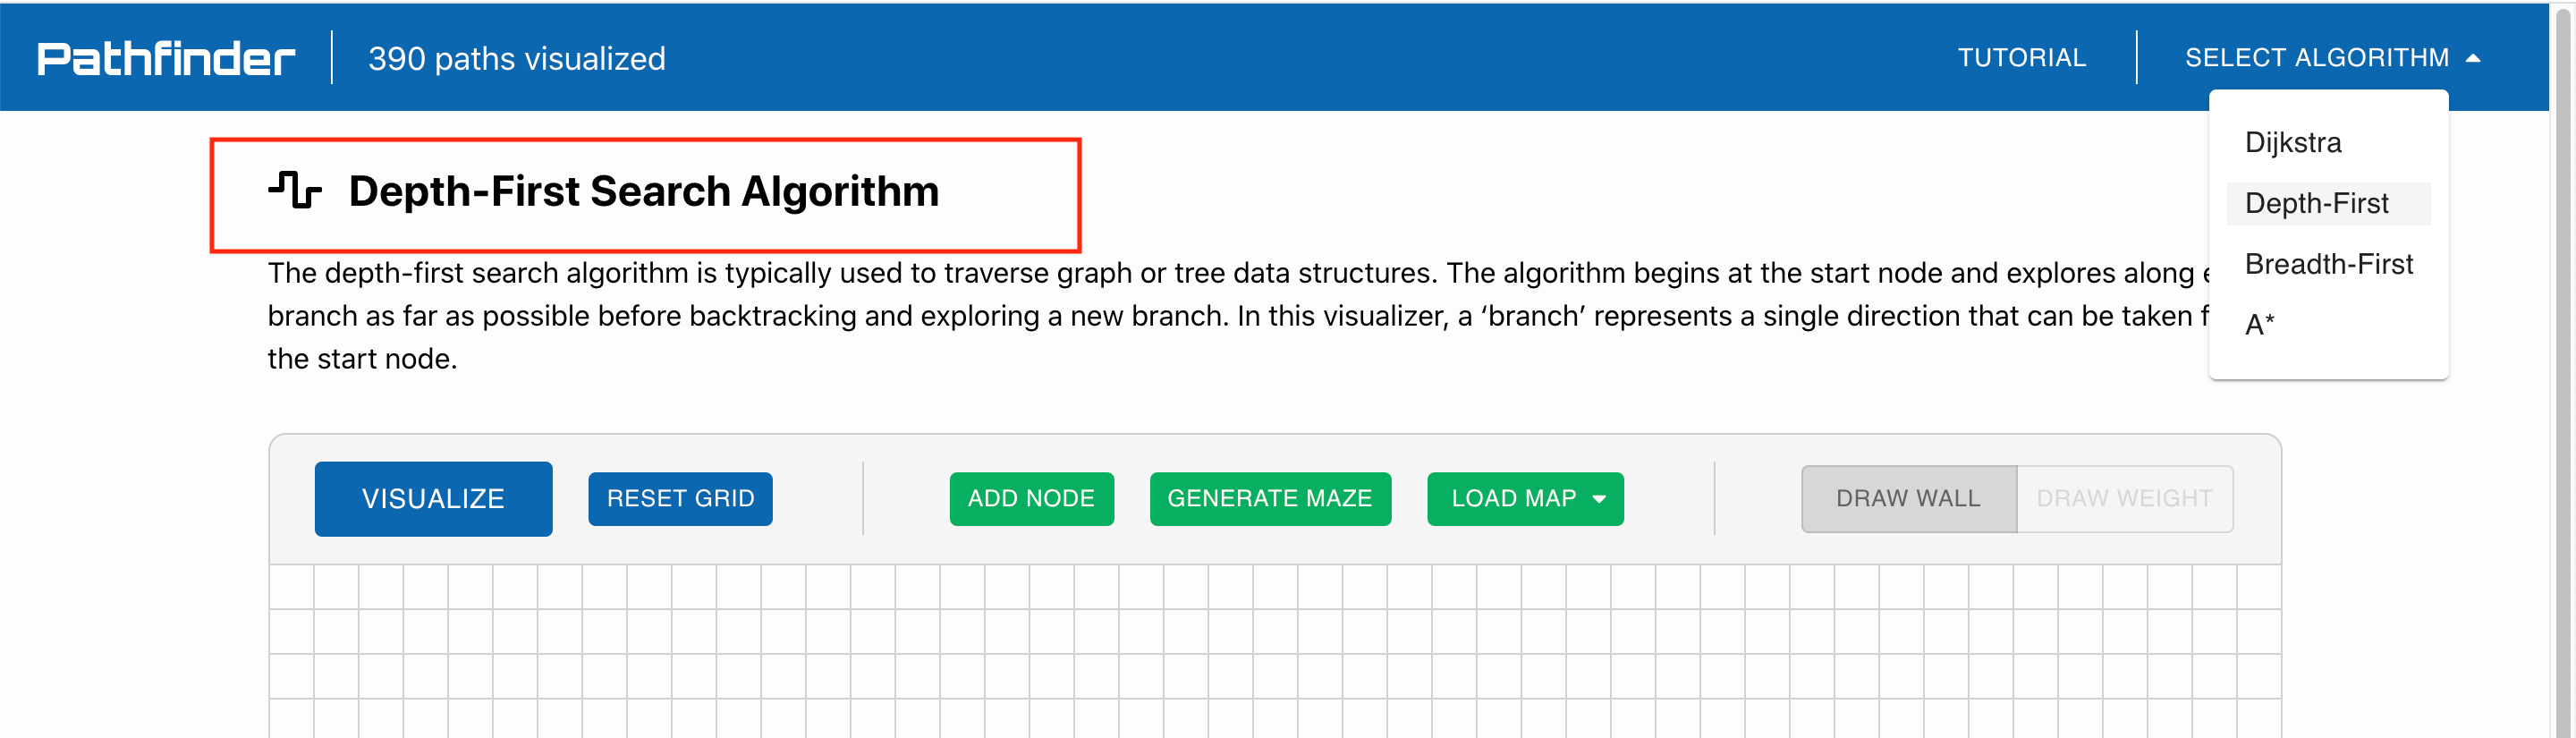 Pathfinder
390 paths visualized
TUTORIAL
SELECT ALGORITHM
Dijkstra
Depth-First
Breadth-First
A*
Depth-First Search Algorithm
The depth-first search algorithm is typically used to traverse graph or tree data structures. The algorithm begins at the start node and explores along
branch as far as possible before backtracking and exploring a new branch. In this visualizer, a ‘branch’ represents a single direction that can be taken
the start node.
VISUALIZE
RESET GRID
ADD NODE
GENERATE MAZE
LOAD MAP
DRAW WALL
DRAW WEIGHT